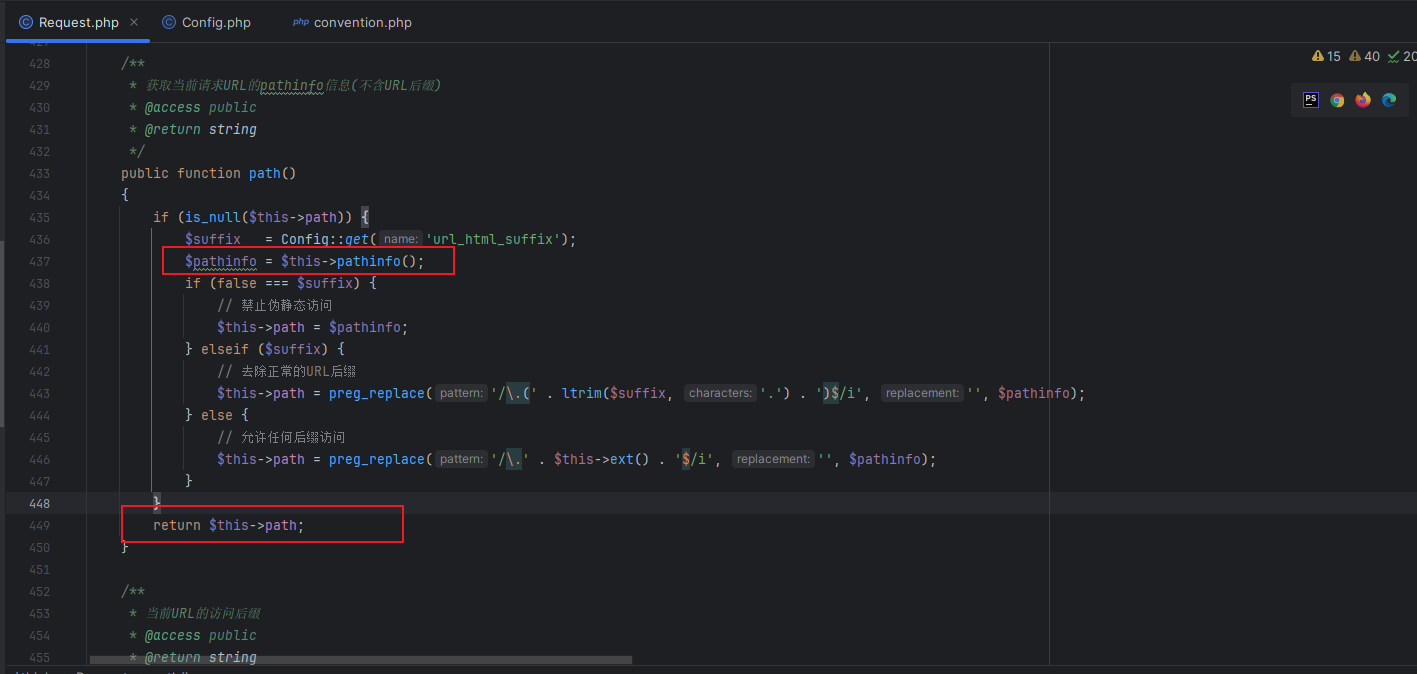 Request.php
Config.php
php convention.php
15 40 20
427
428 /**
429 * 获取当前请求URL的pathinfo信息(不含URL后缀)
430 * @access public
431 * @return string
432 */
433 public function path()
434 {
435 if (is_null($this->path)) {
436 $suffix   = Config::get( name: 'url_html_suffix');
437 $pathinfo = $this->pathinfo();
438 if (false === $suffix) {
439 // 禁止伪静态访问
440 $this->path = $pathinfo;
441 } elseif ($suffix) {
442 // 去除正常的URL后缀
443 $this->path = preg_replace( pattern: '/\.(' . ltrim($suffix, characters: '.') . ')$/i', replacement: '', $pathinfo);
444 } else {
445 // 允许任何后缀访问
446 $this->path = preg_replace( pattern: '/\.' . $this->ext() . '$/i', replacement: '', $pathinfo);
447 }
448 }
449 return $this->path;
450 }
451
452 /**
453 * 当前URL的访问后缀
454 * @access public
455 * @return string